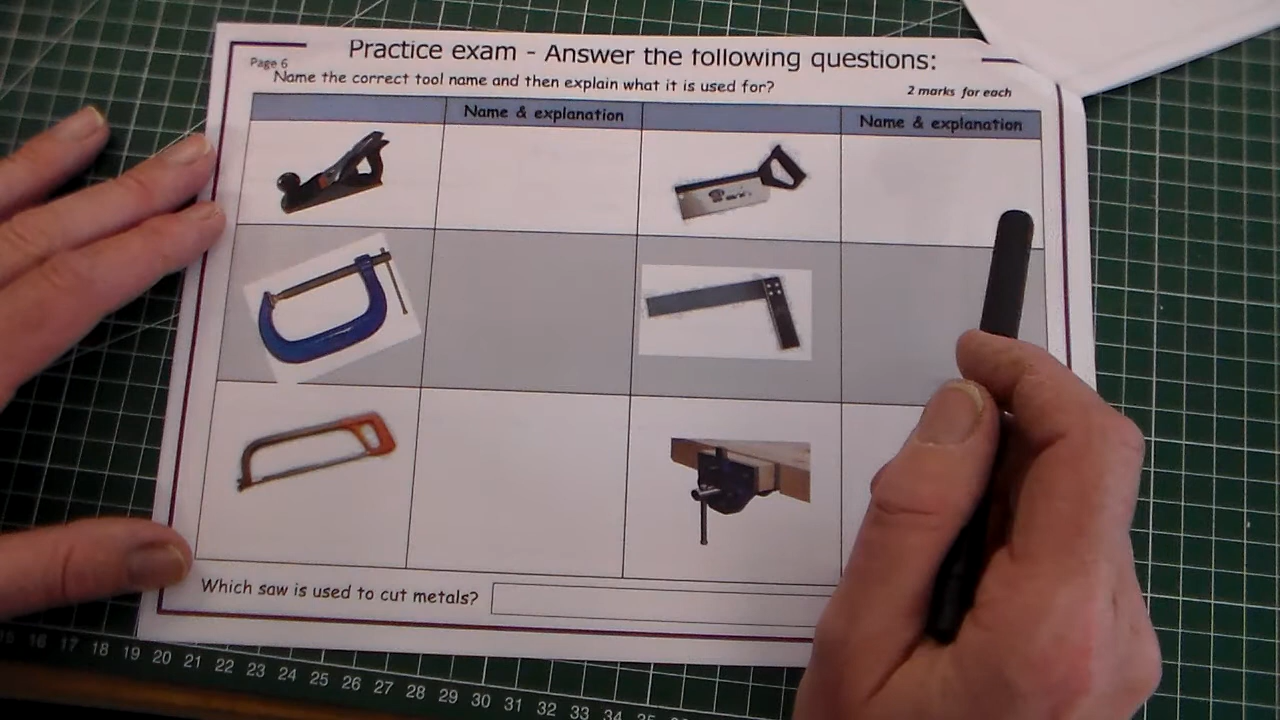 Practice exam - Answer the following questions:
Page 6
Name the correct tool name and then explain what it is used for?
2 marks for each
Name & explanation
Name & explanation
Which saw is used to cut metals?
16 17 18 19 20 21 22 23 24 25 26 27 28 29 30 31 32 33 34